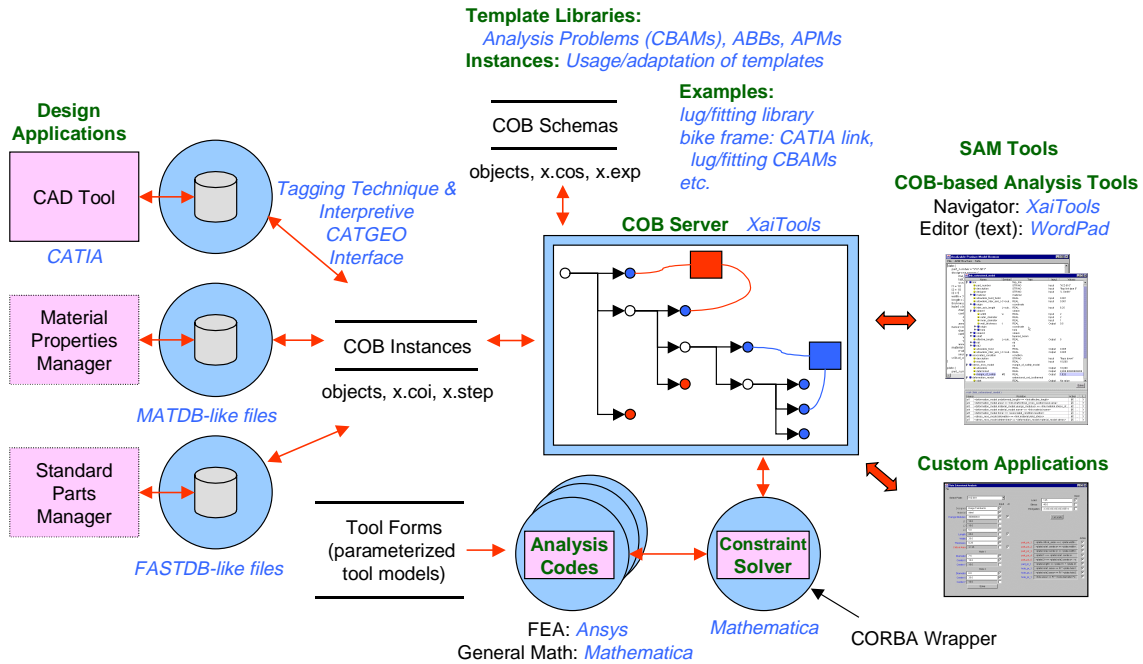 Template Libraries:
Analysis Problems (CBAMs), ABBs, APMs
Instances: Usage/adaptation of templates
Examples:
lug/fitting library
bike frame: CATIA link,
lug/fitting CBAMs
etc.
Design
Applications
CAD Tool
CATIA
Tagging Technique &
Interpretive
CATGEO
Interface
COB Schemas
objects, x.cos, x.exp
COB Server XaiTools
SAM Tools
COB-based Analysis Tools
Navigator: XaiTools
Editor (text): WordPad
Material
Properties
Manager
MATDB-like files
COB Instances
objects, x.coi, x.step
Standard
Parts
Manager
FASTDB-like files
Tool Forms
(parameterized
tool models)
Analysis
Codes
FEA: Ansys
General Math: Mathematica
Constraint
Solver
Mathematica
CORBA Wrapper
Custom Applications